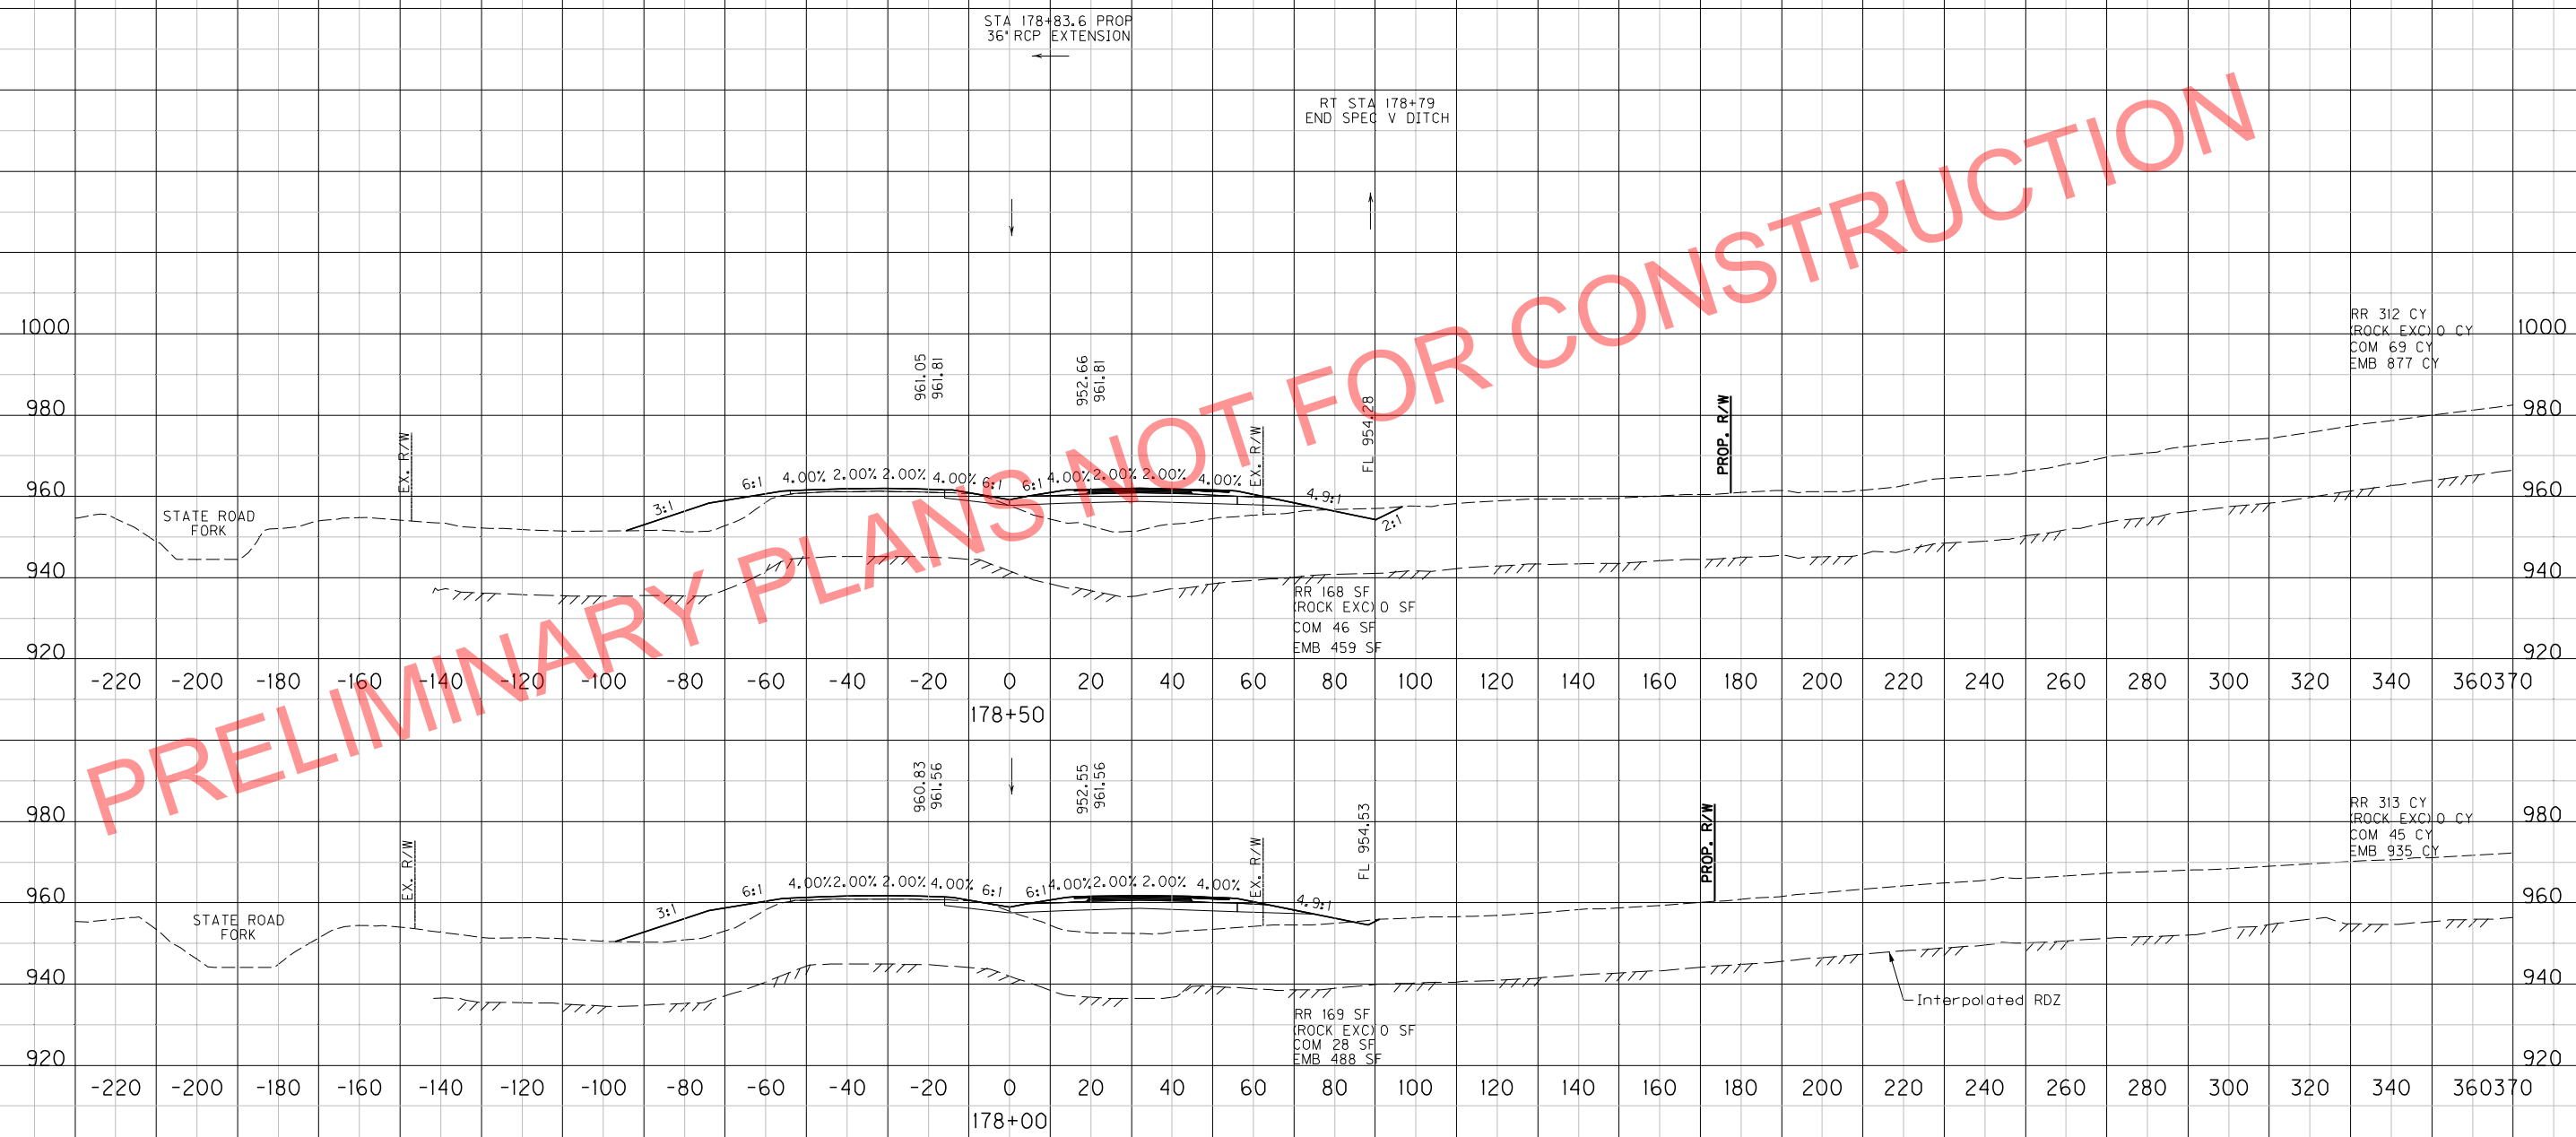 STA 178+83.6 PROP
36" RCP EXTENSION
RT STA 178+79
END SPEC V DITCH
PRELIMINARY PLANS NOT FOR CONSTRUCTION
1000
1000
RR 312 CY
(ROCK EXC) 0 CY
COM 69 CY
EMB 877 CY
961.05
961.81
952.66
961.81
FL 954.28
980
980
EX. R/W
EX. R/W
PROP. R/W
3:1
6:1
4.00% 2.00% 2.00% 4.00%
6:1
6:1
4.00% 2.00% 2.00% 4.00%
4.9:1
2:1
960
960
STATE ROAD
FORK
940
940
RR 168 SF
(ROCK EXC) 0 SF
COM 46 SF
EMB 459 SF
920
920
-220 -200 -180 -160 -140 -120 -100 -80 -60 -40 -20 0 20 40 60 80 100 120 140 160 180 200 220 240 260 280 300 320 340 360 370
178+50
960.83
961.56
952.55
961.56
FL 954.53
980
980
RR 313 CY
(ROCK EXC) 0 CY
COM 45 CY
EMB 935 CY
EX. R/W
EX. R/W
PROP. R/W
3:1
6:1
4.00% 2.00% 2.00% 4.00%
6:1
6:1
4.00% 2.00% 2.00% 4.00%
4.9:1
960
960
STATE ROAD
FORK
940
940
Interpolated RDZ
RR 169 SF
(ROCK EXC) 0 SF
COM 28 SF
EMB 488 SF
920
920
-220 -200 -180 -160 -140 -120 -100 -80 -60 -40 -20 0 20 40 60 80 100 120 140 160 180 200 220 240 260 280 300 320 340 360 370
178+00